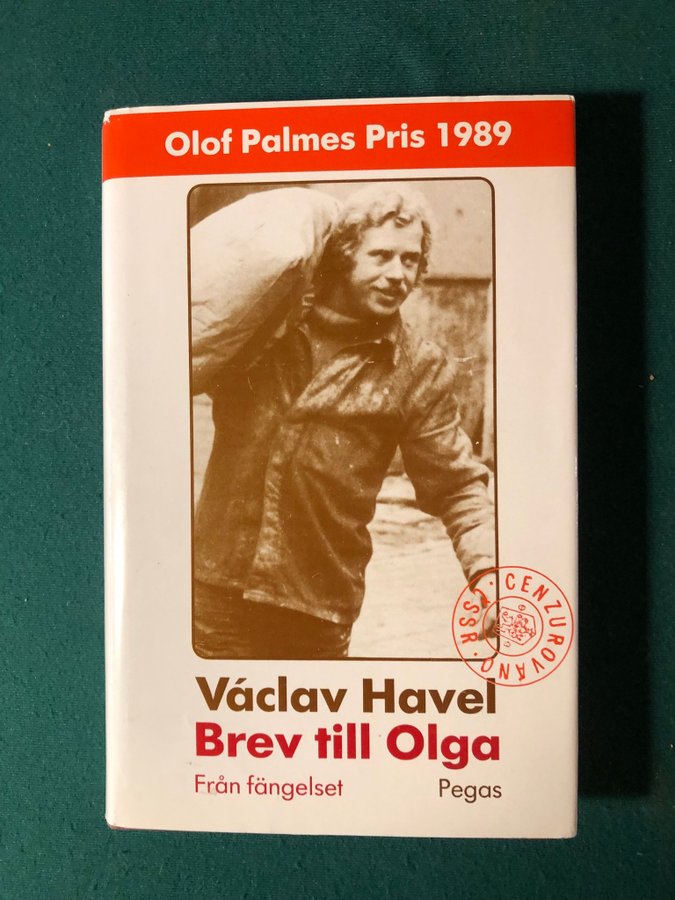 Olof Palmes Pris 1989
ČSSR · CENZUROVÁNO ·
Václav Havel
Brev till Olga
Från fängelset
Pegas